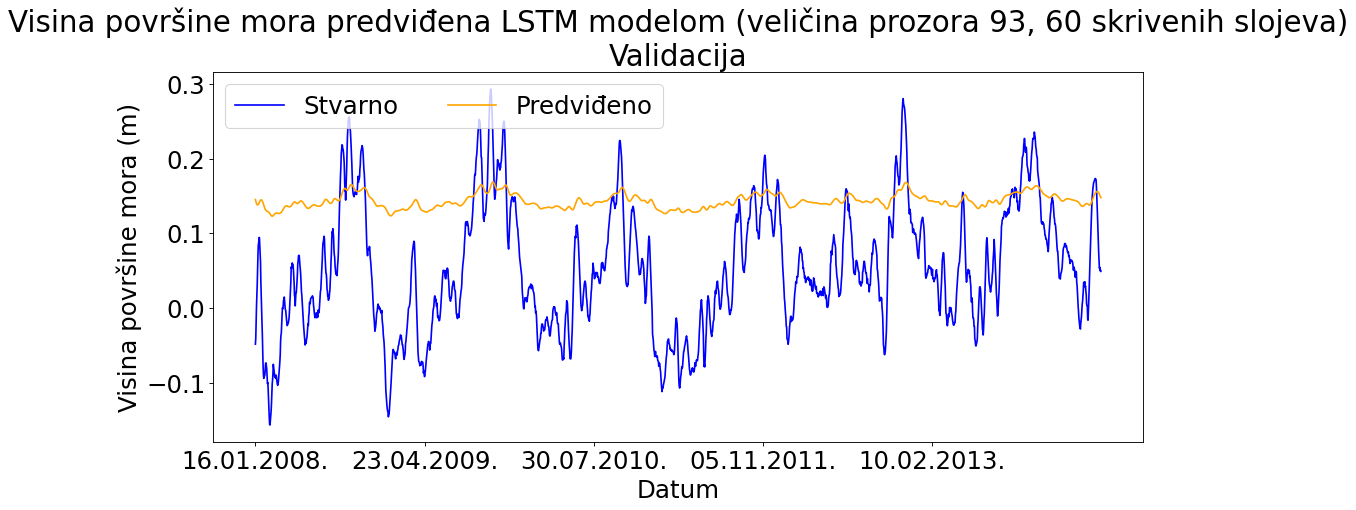 Visina površine mora predviđena LSTM modelom (veličina prozora 93, 60 skrivenih slojeva)
Validacija
Stvarno
Predviđeno
Visina površine mora (m)
0.3
0.2
0.1
0.0
−0.1
16.01.2008.
23.04.2009.
30.07.2010.
05.11.2011.
10.02.2013.
Datum